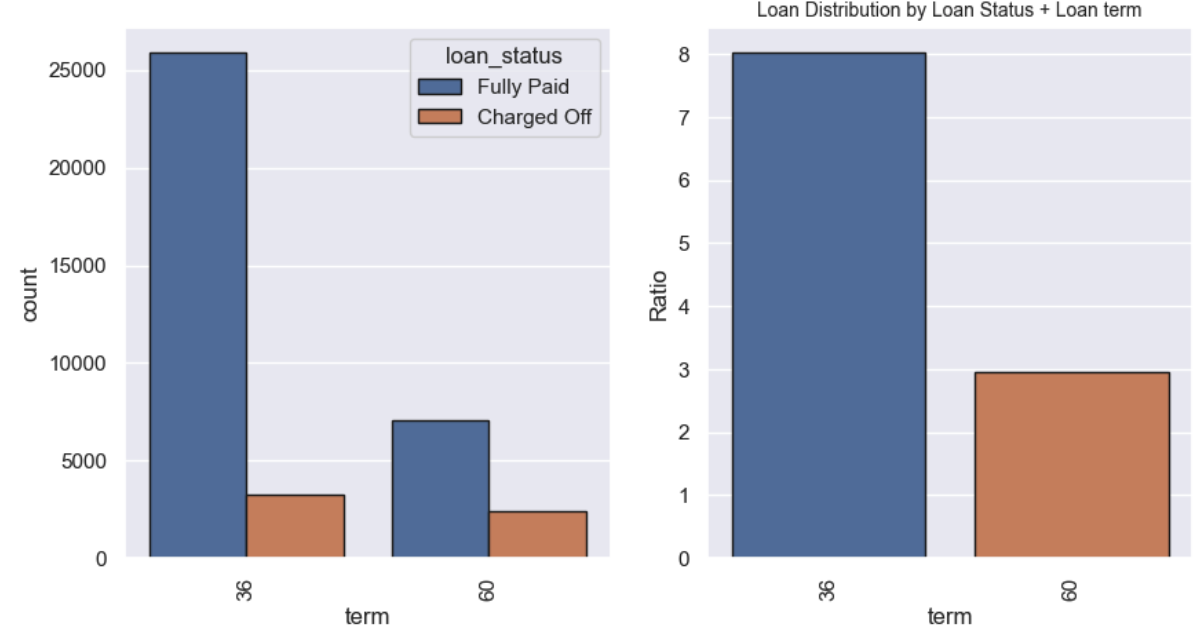 Loan Distribution by Loan Status + Loan term
loan_status
Fully Paid
Charged Off
count
25000
20000
15000
10000
5000
0
36
60
term
Ratio
8
7
6
5
4
3
2
1
0
36
60
term